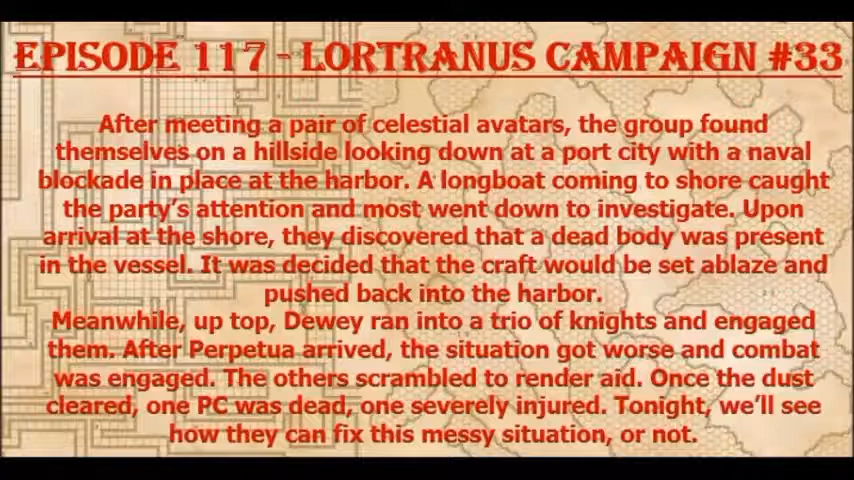 EPISODE 117 - LORTRANUS CAMPAIGN #33
After meeting a pair of celestial avatars, the group found
themselves on a hillside looking down at a port city with a naval
blockade in place at the harbor. A longboat coming to shore caught
the party's attention and most went down to investigate. Upon
arrival at the shore, they discovered that a dead body was present
in the vessel. It was decided that the craft would be set ablaze and
pushed back into the harbor.
Meanwhile, up top, Dewey ran into a trio of knights and engaged
them. After Perpetua arrived, the situation got worse and combat
was engaged. The others scrambled to render aid. Once the dust
cleared, one PC was dead, one severely injured. Tonight, we'll see
how they can fix this messy situation, or not.